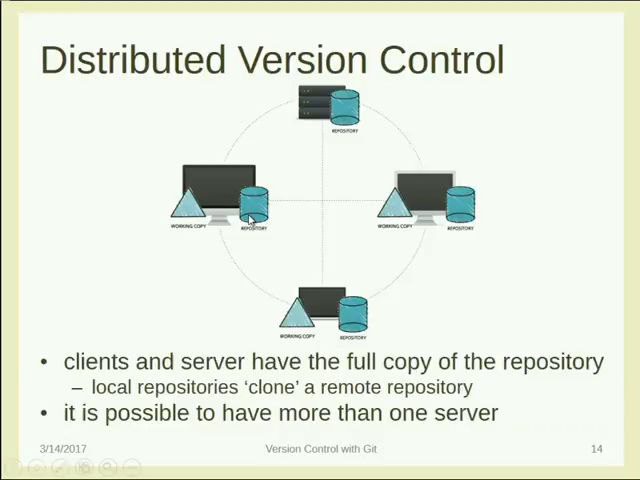 Distributed Version Control
REPOSITORY
WORKING COPY
REPOSITORY
WORKING COPY
REPOSITORY
WORKING COPY
REPOSITORY
• clients and server have the full copy of the repository
– local repositories ‘clone’ a remote repository
• it is possible to have more than one server
3/14/2017
Version Control with Git
14